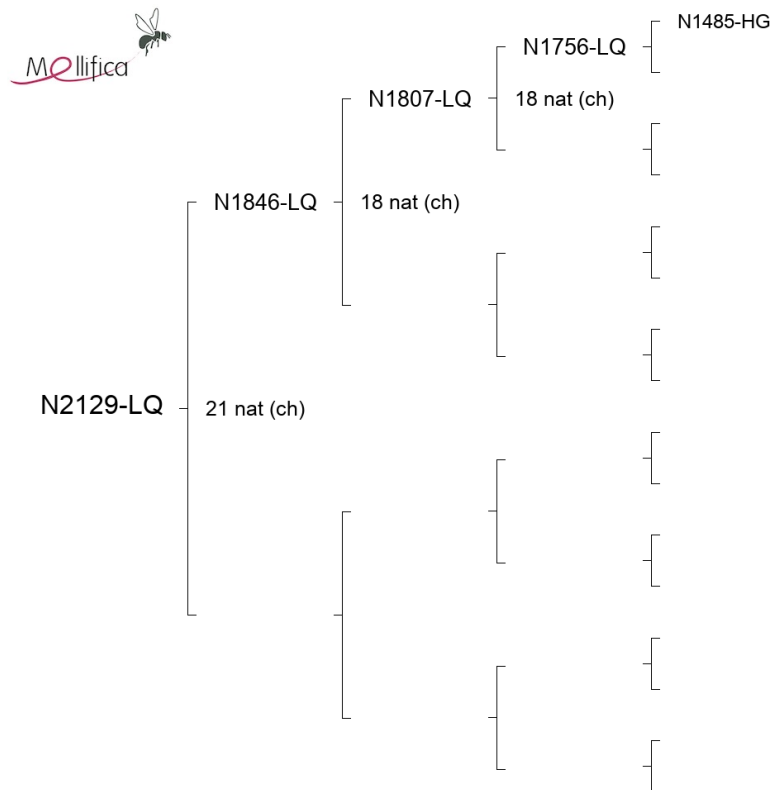 Mellifica
N1485-HG
N1756-LQ
N1807-LQ
18 nat (ch)
N1846-LQ
18 nat (ch)
N2129-LQ
21 nat (ch)